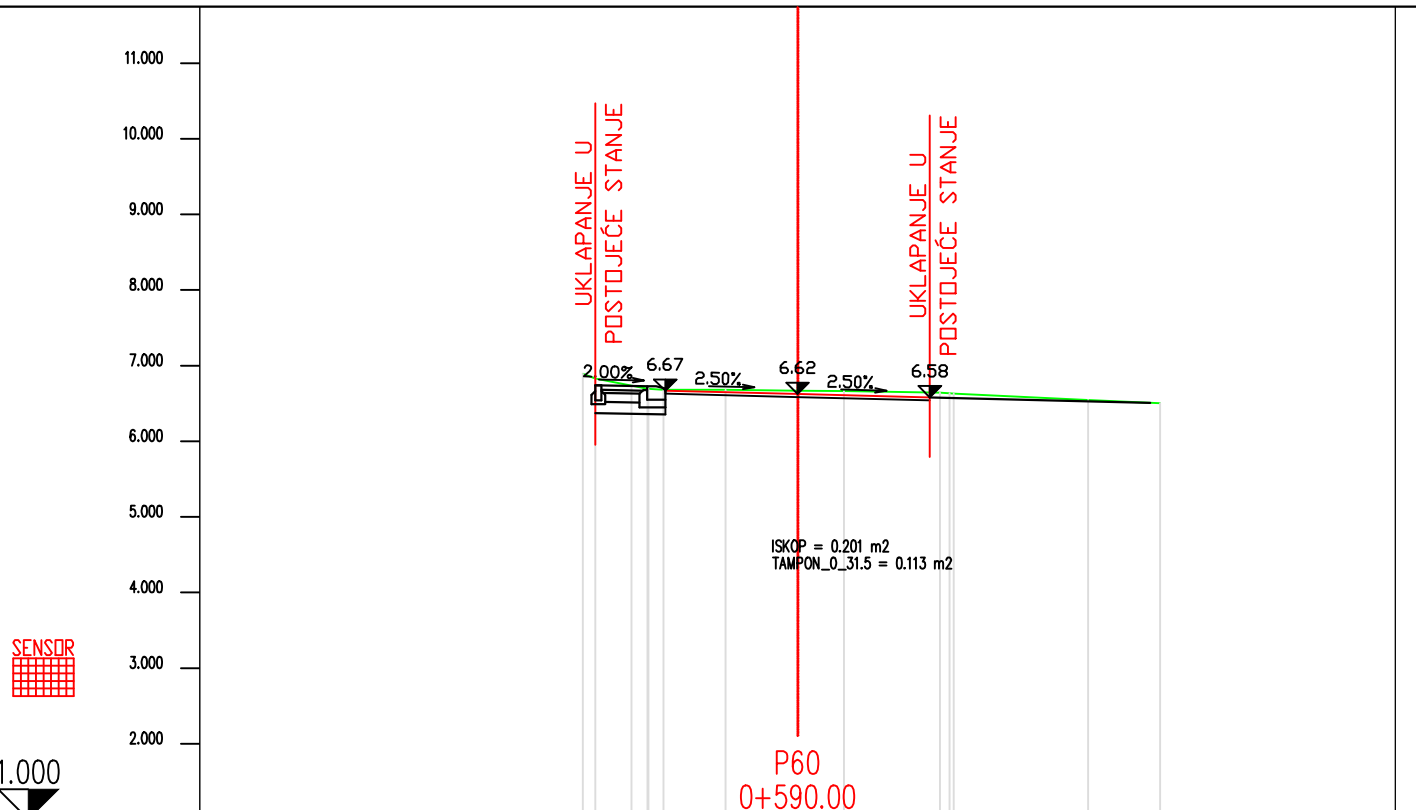 11.000
10.000
9.000
8.000
7.000
6.000
5.000
4.000
3.000
2.000
UKLAPANJE U
POSTOJEĆE STANJE
UKLAPANJE U
POSTOJEĆE STANJE
2.00%
6.67
2.50%
6.62
2.50%
6.58
ISKOP = 0.201 m2
TAMPON_0_31.5 = 0.113 m2
SENSOR
1.000
P60
0+590.00